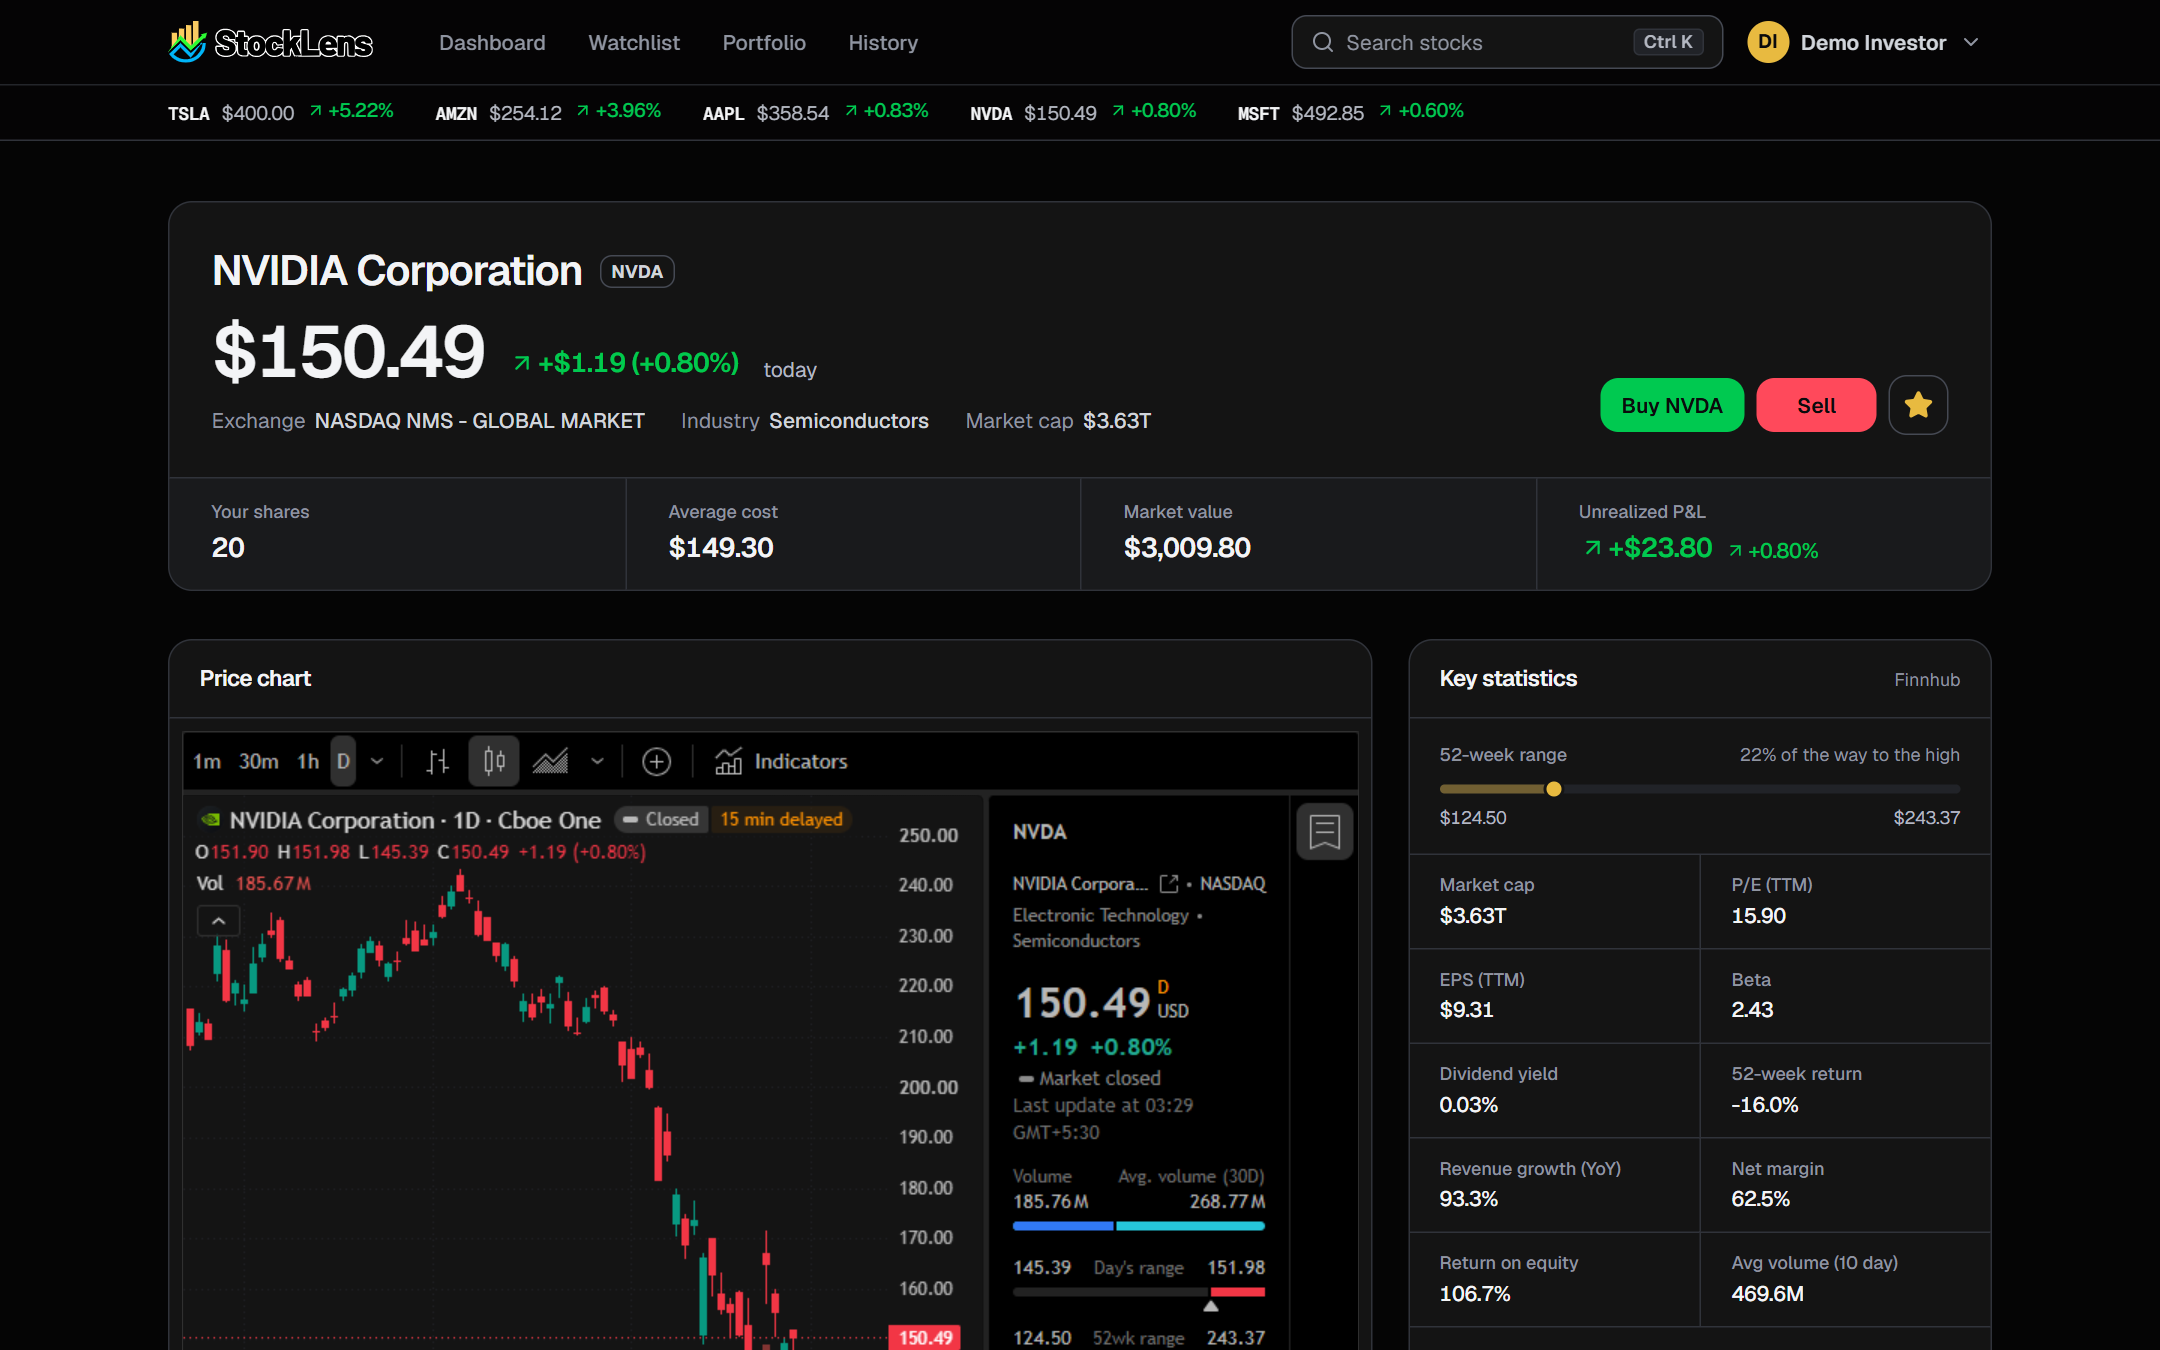 StockLens
Dashboard
Watchlist
Portfolio
History
Search stocks
Ctrl K
DI
Demo Investor
TSLA $400.00 +5.22%
AMZN $254.12 +3.96%
AAPL $358.54 +0.83%
NVDA $150.49 +0.80%
MSFT $492.85 +0.60%
NVIDIA Corporation
NVDA
$150.49
+$1.19 (+0.80%)
today
Exchange NASDAQ NMS - GLOBAL MARKET
Industry Semiconductors
Market cap $3.63T
Buy NVDA
Sell
Your shares
20
Average cost
$149.30
Market value
$3,009.80
Unrealized P&L
+$23.80 +0.80%
Price chart
1m 30m 1h D
Indicators
NVIDIA Corporation · 1D · Cboe One
Closed
15 min delayed
O151.90 H151.98 L145.39 C150.49 +1.19 (+0.80%)
Vol 185.67M
250.00
240.00
230.00
220.00
210.00
200.00
190.00
180.00
170.00
160.00
150.49
NVDA
NVIDIA Corpora... • NASDAQ
Electronic Technology •
Semiconductors
150.49 D USD
+1.19 +0.80%
Market closed
Last update at 03:29
GMT+5:30
Volume Avg. volume (30D)
185.76M 268.77M
145.39 Day's range 151.98
124.50 52wk range 243.37
Key statistics
Finnhub
52-week range
22% of the way to the high
$124.50
$243.37
Market cap
$3.63T
P/E (TTM)
15.90
EPS (TTM)
$9.31
Beta
2.43
Dividend yield
0.03%
52-week return
-16.0%
Revenue growth (YoY)
93.3%
Net margin
62.5%
Return on equity
106.7%
Avg volume (10 day)
469.6M